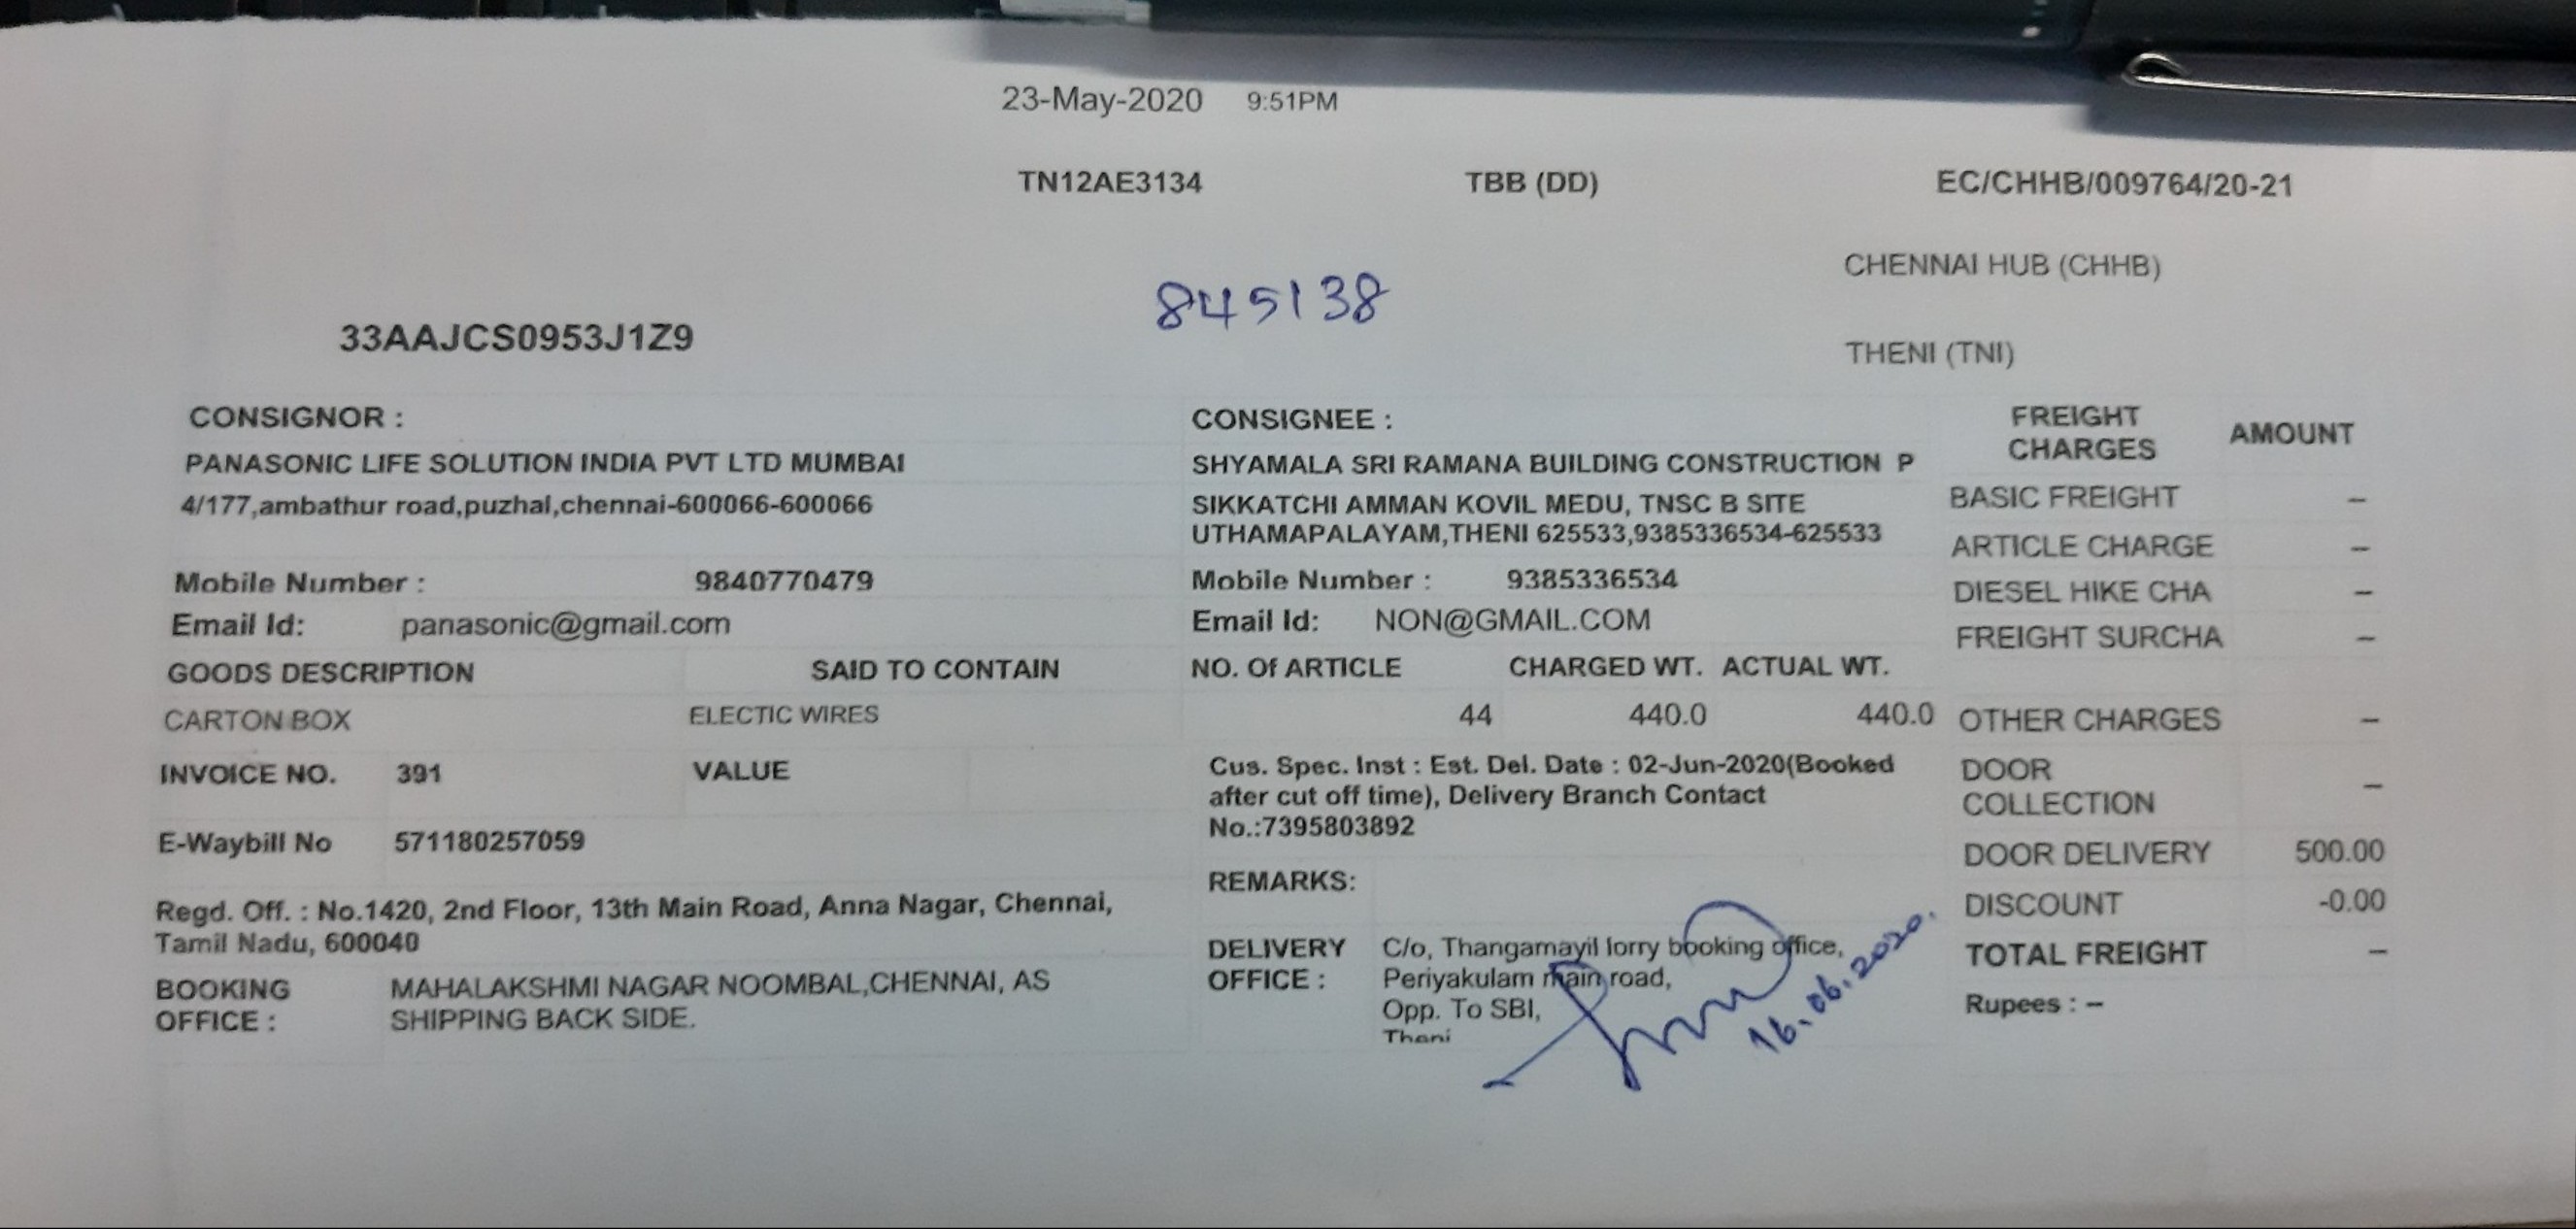 23-May-2020 9:51PM
TN12AE3134 TBB (DD) EC/CHHB/009764/20-21
CHENNAI HUB (CHHB)
845138
33AAJCS0953J1Z9
THENI (TNI)
CONSIGNOR : CONSIGNEE : FREIGHT CHARGES AMOUNT
PANASONIC LIFE SOLUTION INDIA PVT LTD MUMBAI SHYAMALA SRI RAMANA BUILDING CONSTRUCTION P
4/177,ambathur road,puzhal,chennai-600066-600066 SIKKATCHI AMMAN KOVIL MEDU, TNSC B SITE BASIC FREIGHT –
UTHAMAPALAYAM,THENI 625533,9385336534-625533 ARTICLE CHARGE –
Mobile Number : 9840770479 Mobile Number : 9385336534 DIESEL HIKE CHA –
Email Id: panasonic@gmail.com Email Id: NON@GMAIL.COM FREIGHT SURCHA –
GOODS DESCRIPTION SAID TO CONTAIN NO. Of ARTICLE CHARGED WT. ACTUAL WT.
CARTON BOX ELECTIC WIRES 44 440.0 440.0 OTHER CHARGES –
INVOICE NO. 391 VALUE Cus. Spec. Inst : Est. Del. Date : 02-Jun-2020(Booked DOOR
after cut off time), Delivery Branch Contact COLLECTION –
No.:7395803892
E-Waybill No 571180257059 DOOR DELIVERY 500.00
REMARKS:
Regd. Off. : No.1420, 2nd Floor, 13th Main Road, Anna Nagar, Chennai, DISCOUNT -0.00
Tamil Nadu, 600040
DELIVERY C/o, Thangamayil lorry booking office, TOTAL FREIGHT –
BOOKING MAHALAKSHMI NAGAR NOOMBAL,CHENNAI, AS OFFICE : Periyakulam main road,
OFFICE : SHIPPING BACK SIDE. Opp. To SBI, Rupees : –
Theni
16.06.2020.